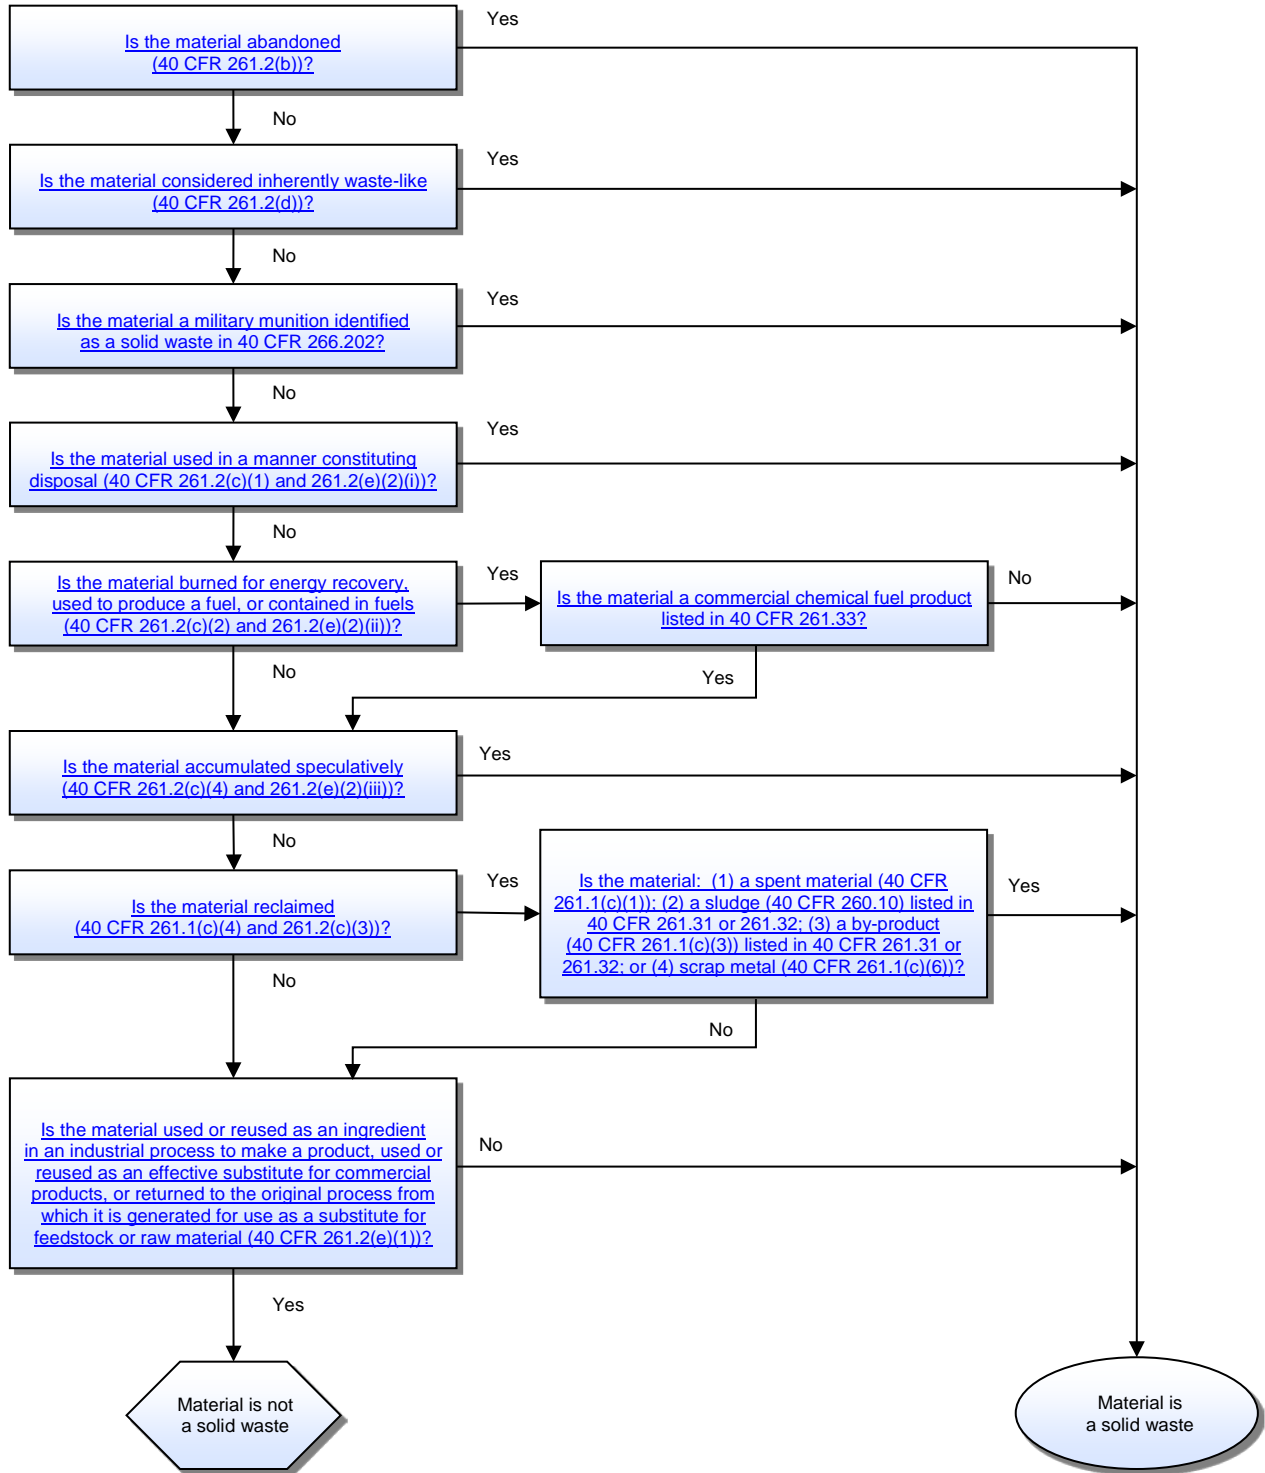 Is the material abandoned
(40 CFR 261.2(b))?
Yes
No
Is the material considered inherently waste-like
(40 CFR 261.2(d))?
Yes
No
Is the material a military munition identified
as a solid waste in 40 CFR 266.202?
Yes
No
Is the material used in a manner constituting
disposal (40 CFR 261.2(c)(1) and 261.2(e)(2)(i))?
Yes
No
Is the material burned for energy recovery,
used to produce a fuel, or contained in fuels
(40 CFR 261.2(c)(2) and 261.2(e)(2)(ii))?
Yes
Is the material a commercial chemical fuel product
listed in 40 CFR 261.33?
No
No
Yes
Is the material accumulated speculatively
(40 CFR 261.2(c)(4) and 261.2(e)(2)(iii))?
Yes
No
Is the material reclaimed
(40 CFR 261.1(c)(4) and 261.2(c)(3))?
Yes
Is the material:  (1) a spent material (40 CFR
261.1(c)(1)); (2) a sludge (40 CFR 260.10) listed in
40 CFR 261.31 or 261.32; (3) a by-product
(40 CFR 261.1(c)(3)) listed in 40 CFR 261.31 or
261.32; or (4) scrap metal (40 CFR 261.1(c)(6))?
Yes
No
No
Is the material used or reused as an ingredient
in an industrial process to make a product, used or
reused as an effective substitute for commercial
products, or returned to the original process from
which it is generated for use as a substitute for
feedstock or raw material (40 CFR 261.2(e)(1))?
No
Yes
Material is not
a solid waste
Material is
a solid waste